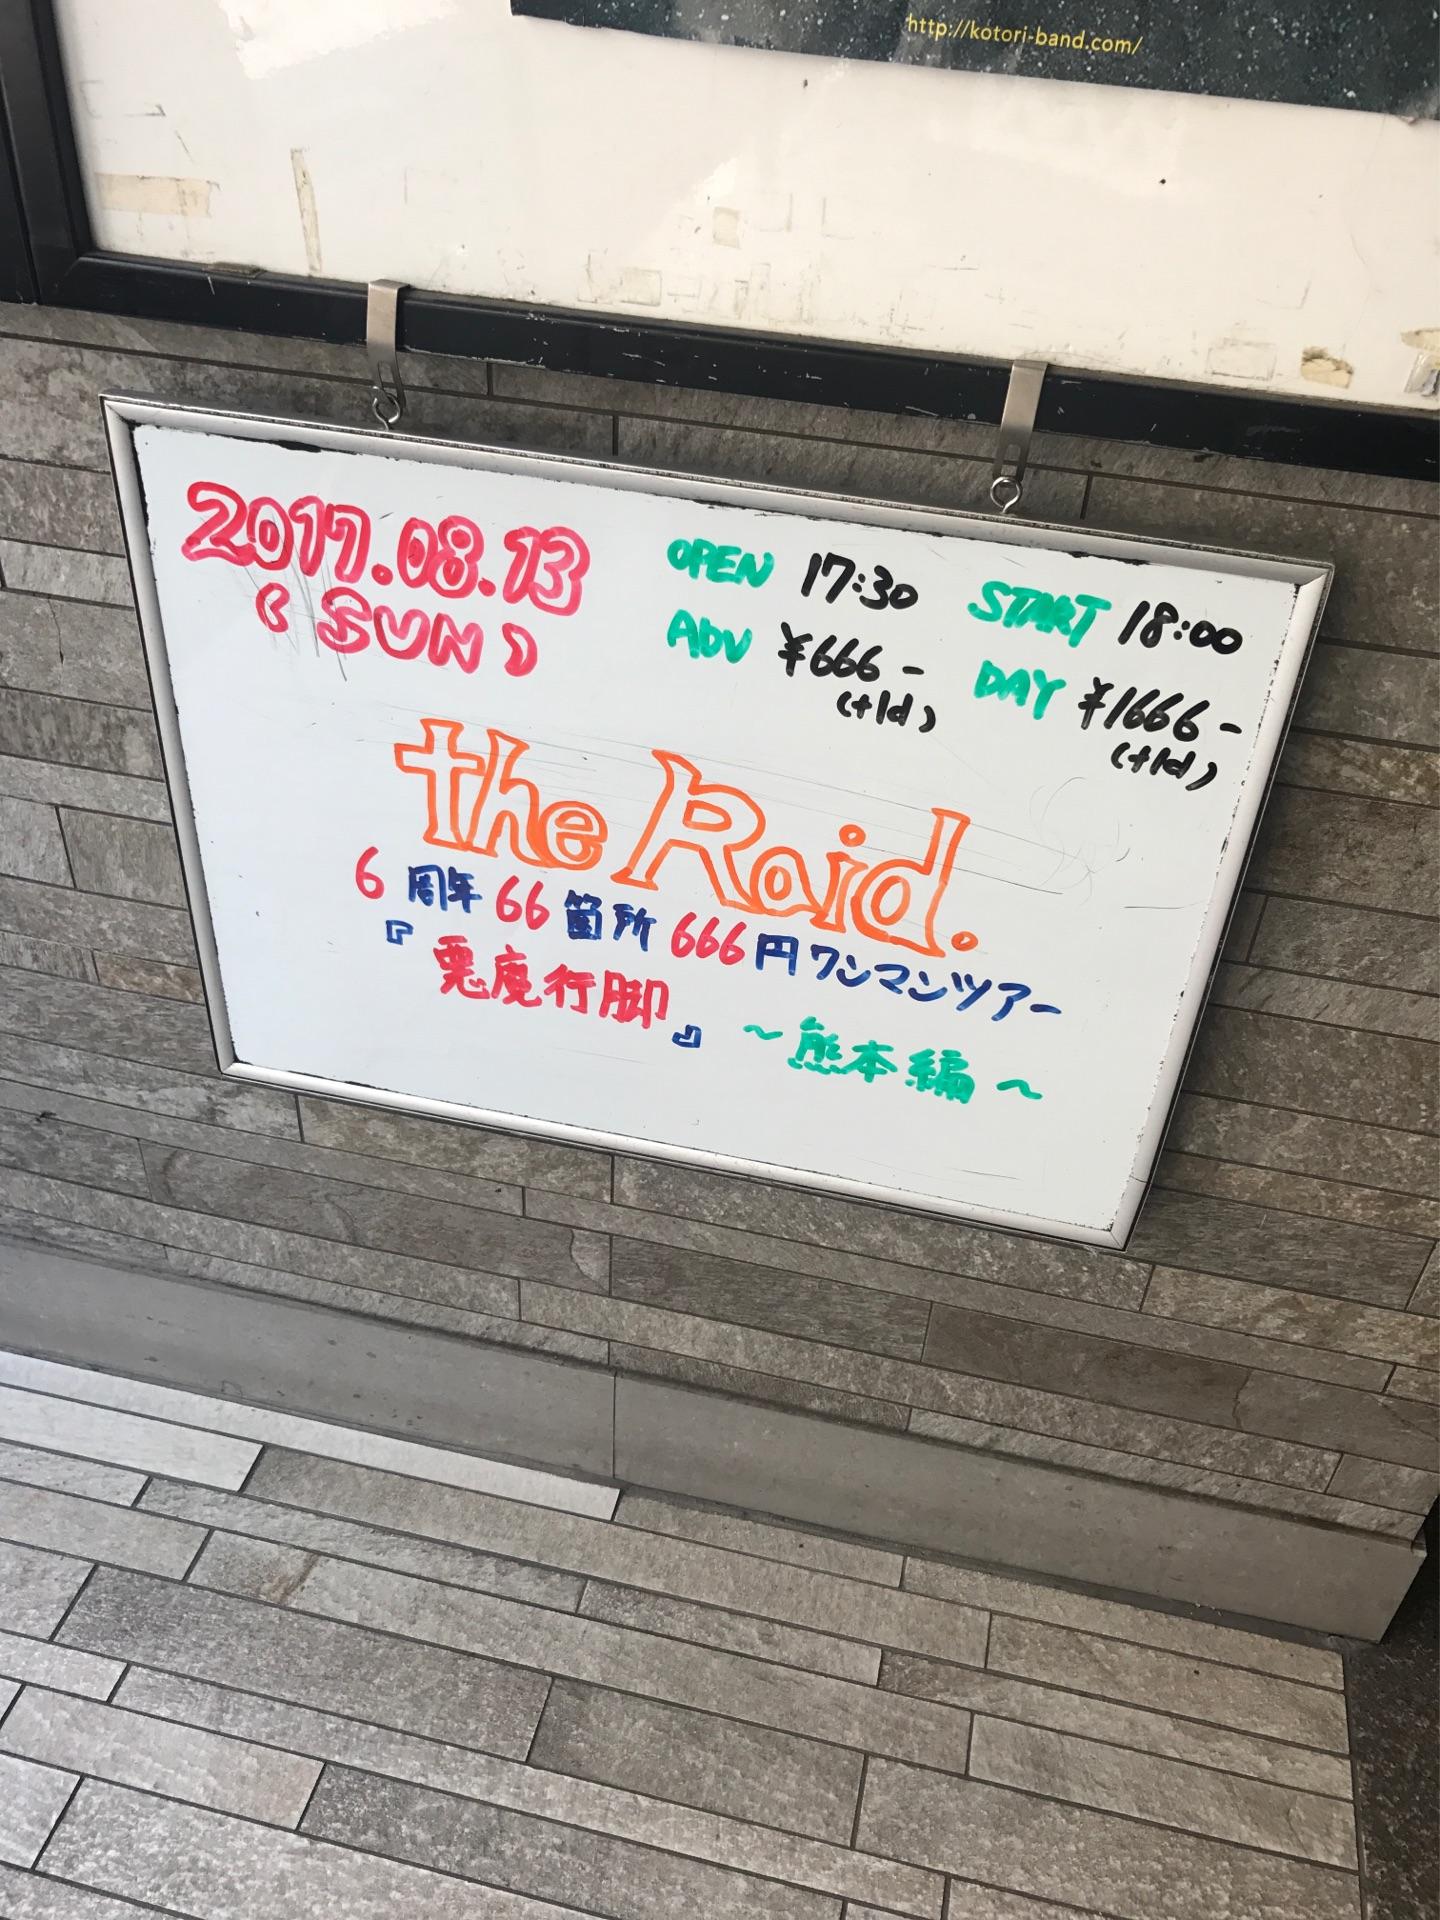 http://kotori-band.com/
2017.08.13
(SUN)
OPEN 17:30 START 18:00
ADV ¥666- DAY ¥1666-
(+1d) (+1d)
the Raid.
6周年66箇所666円ワンマンツアー
『悪魔行脚』 ～熊本編～